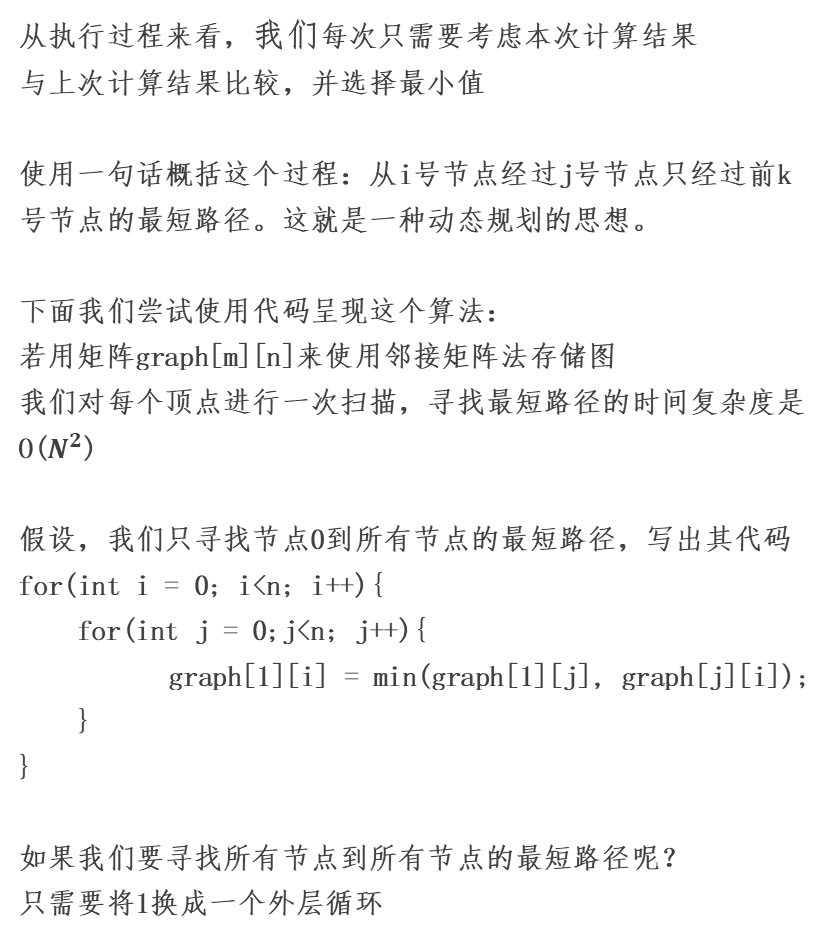 从执行过程来看，我们每次只需要考虑本次计算结果
与上次计算结果比较，并选择最小值
使用一句话概括这个过程：从i号节点经过j号节点只经过前k
号节点的最短路径。这就是一种动态规划的思想。
下面我们尝试使用代码呈现这个算法：
若用矩阵graph[m][n]来使用邻接矩阵法存储图
我们对每个顶点进行一次扫描，寻找最短路径的时间复杂度是
O(N²)
假设，我们只寻找节点0到所有节点的最短路径，写出其代码
for(int i = 0; i<n; i++){
for(int j = 0;j<n; j++){
graph[1][i] = min(graph[1][j], graph[j][i]);
}
}
如果我们要寻找所有节点到所有节点的最短路径呢？
只需要将1换成一个外层循环